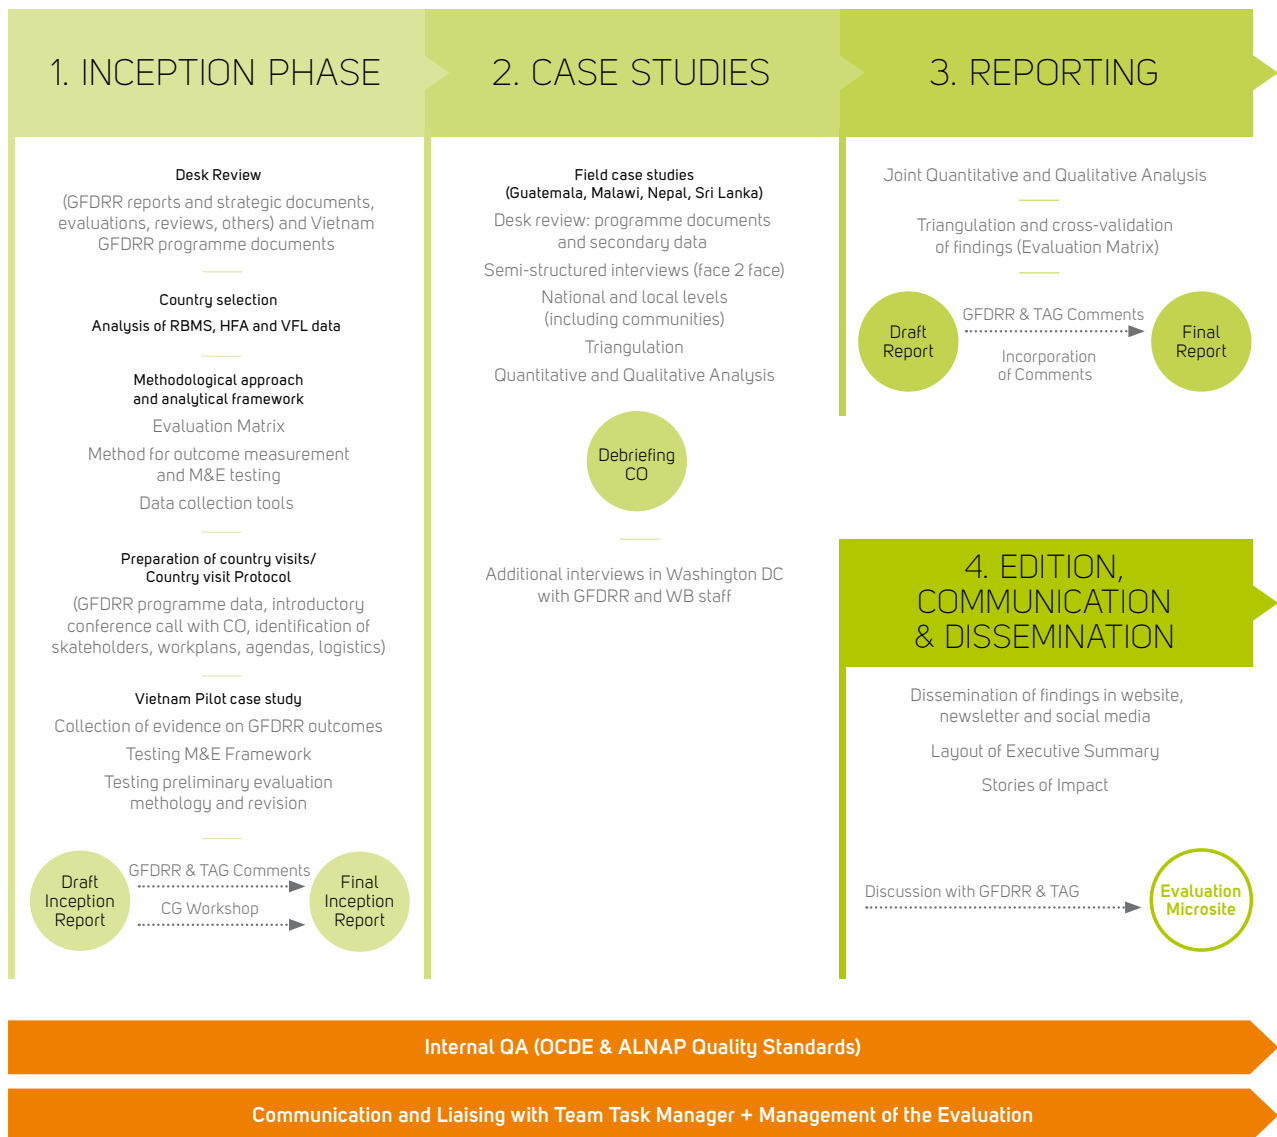 1. INCEPTION PHASE
Desk Review
(GFDRR reports and strategic documents,
evaluations, reviews, others) and Vietnam
GFDRR programme documents
Country selection
Analysis of RBMS, HFA and VFL data
Methodological approach
and analytical framework
Evaluation Matrix
Method for outcome measurement
and M&E testing
Data collection tools
Preparation of country visits/
Country visit Protocol
(GFDRR programme data, introductory
conference call with CO, identification of
skateholders, workplans, agendas, logistics)
Vietnam Pilot case study
Collection of evidence on GFDRR outcomes
Testing M&E Framework
Testing preliminary evaluation
methology and revision
Draft
Inception
Report
GFDRR & TAG Comments
CG Workshop
Final
Inception
Report
2. CASE STUDIES
Field case studies
(Guatemala, Malawi, Nepal, Sri Lanka)
Desk review: programme documents
and secondary data
Semi-structured interviews (face 2 face)
National and local levels
(including communities)
Triangulation
Quantitative and Qualitative Analysis
Debriefing
CO
Additional interviews in Washington DC
with GFDRR and WB staff
3. REPORTING
Joint Quantitative and Qualitative Analysis
Triangulation and cross-validation
of findings (Evaluation Matrix)
Draft
Report
GFDRR & TAG Comments
Incorporation
of Comments
Final
Report
4. EDITION,
COMMUNICATION
& DISSEMINATION
Dissemination of findings in website,
newsletter and social media
Layout of Executive Summary
Stories of Impact
Discussion with GFDRR & TAG
Evaluation
Microsite
Internal QA (OCDE & ALNAP Quality Standards)
Communication and Liaising with Team Task Manager + Management of the Evaluation